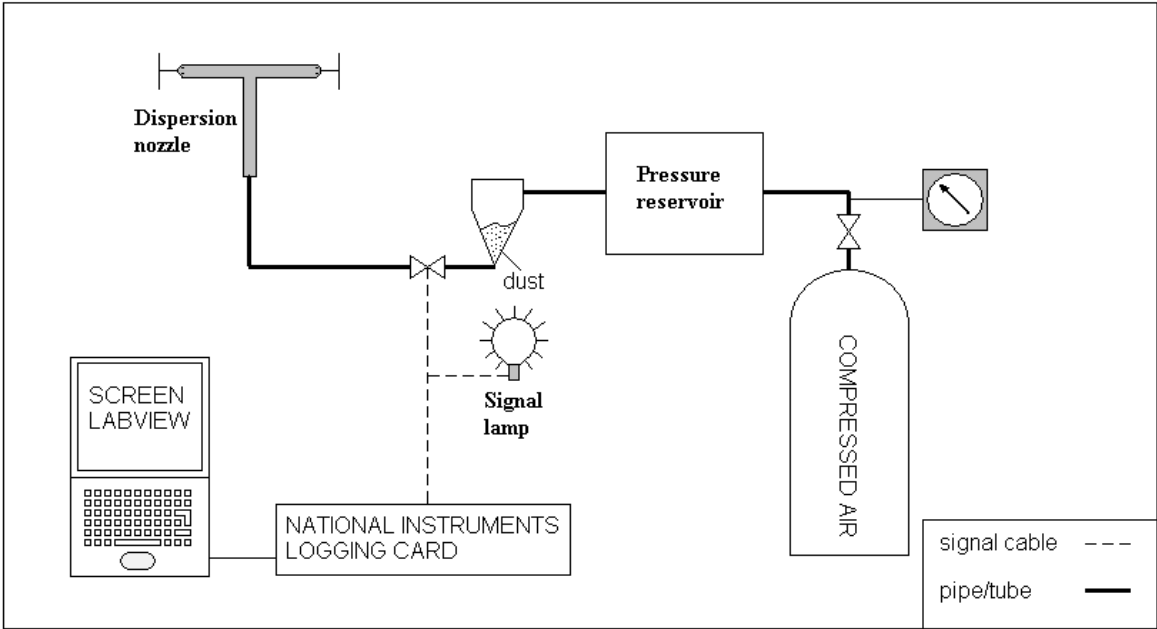 Dispersion
nozzle
Pressure
reservoir
dust
Signal
lamp
COMPRESSED AIR
SCREEN
LABVIEW
NATIONAL INSTRUMENTS
LOGGING CARD
signal cable
pipe/tube